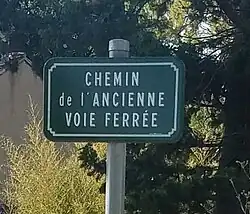 CHEMIN
de l'ANCIENNE
VOIE FERRÉE